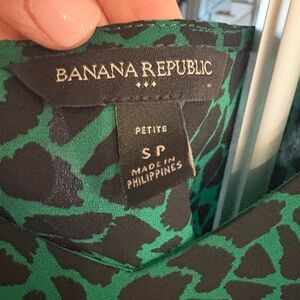 BANANA REPUBLIC
PETITE
SP
MADE IN
PHILIPPINES